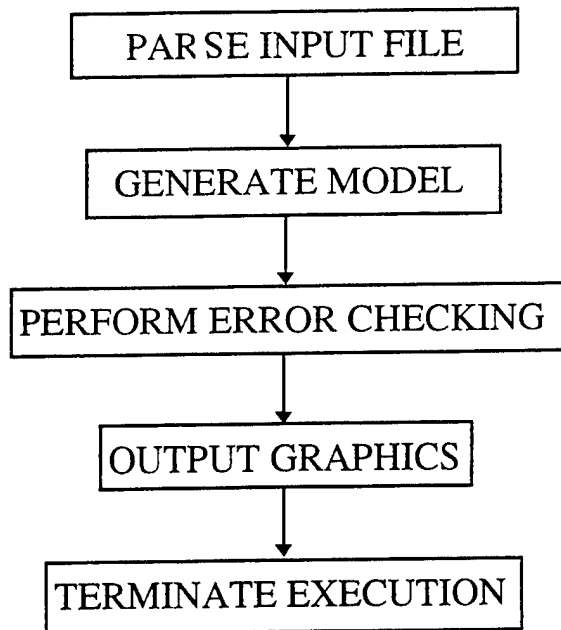 PARSE INPUT FILE
GENERATE MODEL
PERFORM ERROR CHECKING
OUTPUT GRAPHICS
TERMINATE EXECUTION